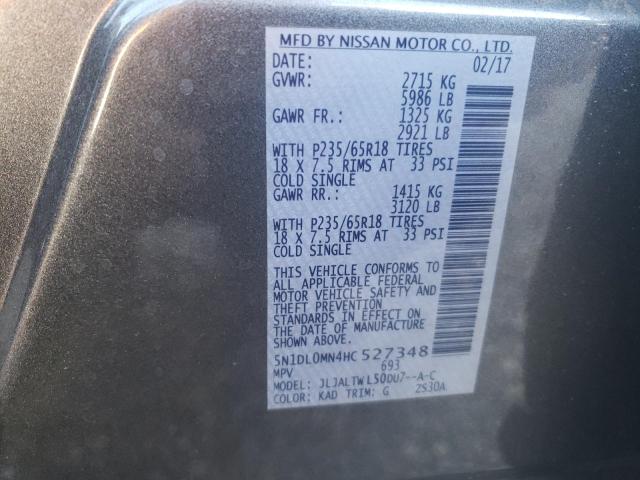 MFD BY NISSAN MOTOR CO., LTD.
DATE: 02/17
GVWR: 2715 KG
5986 LB
GAWR FR.: 1325 KG
2921 LB
WITH P235/65R18 TIRES
18 X 7.5 RIMS AT 33 PSI
COLD SINGLE
GAWR RR.: 1415 KG
3120 LB
WITH P235/65R18 TIRES
18 X 7.5 RIMS AT 33 PSI
COLD SINGLE
THIS VEHICLE CONFORMS TO
ALL APPLICABLE FEDERAL
MOTOR VEHICLE SAFETY AND
THEFT PREVENTION
STANDARDS IN EFFECT ON
THE DATE OF MANUFACTURE
SHOWN ABOVE.
5N1DL0MN4HC 527348
MPV 693
MODEL: JLJALTWL50DU7--A-C
COLOR: KAD TRIM: G 2S30A